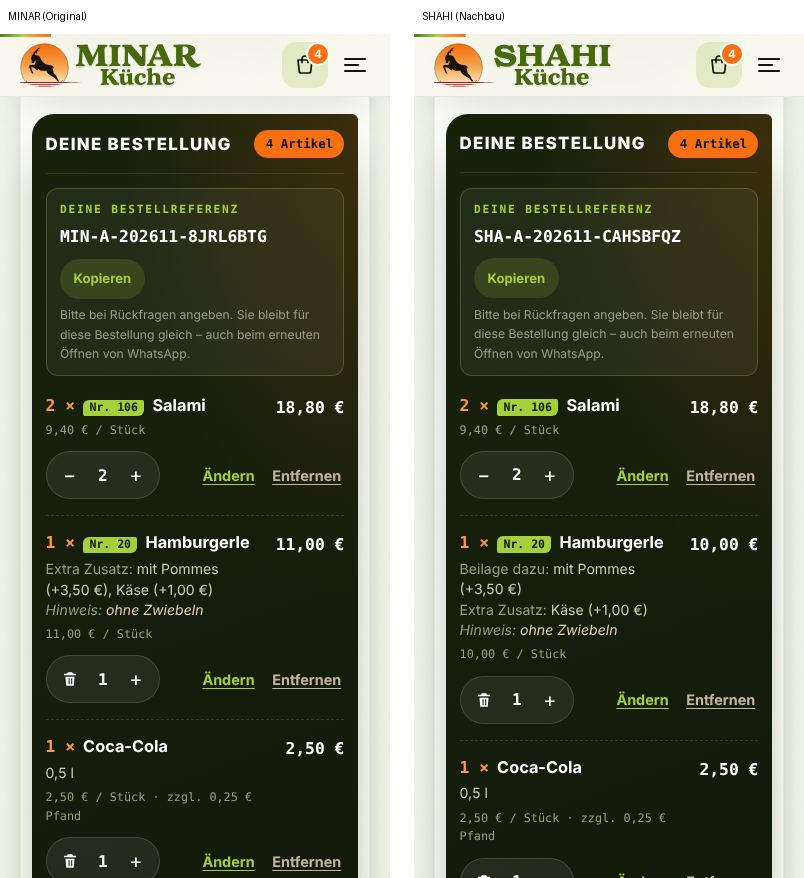 MINAR (Original)
MINAR
Küche
4
DEINE BESTELLUNG
4 Artikel
DEINE BESTELLREFERENZ
MIN-A-202611-8JRL6BTG
Kopieren
Bitte bei Rückfragen angeben. Sie bleibt für
diese Bestellung gleich – auch beim erneuten
Öffnen von WhatsApp.
2 × Nr. 106 Salami 18,80 €
9,40 € / Stück
− 2 + Ändern Entfernen
1 × Nr. 20 Hamburgerle 11,00 €
Extra Zusatz: mit Pommes
(+3,50 €), Käse (+1,00 €)
Hinweis: ohne Zwiebeln
11,00 € / Stück
1 + Ändern Entfernen
1 × Coca-Cola 2,50 €
0,5 l
2,50 € / Stück · zzgl. 0,25 €
Pfand
1 + Ändern Entfernen
SHAHI (Nachbau)
SHAHI
Küche
4
DEINE BESTELLUNG
4 Artikel
DEINE BESTELLREFERENZ
SHA-A-202611-CAHSBFQZ
Kopieren
Bitte bei Rückfragen angeben. Sie bleibt für
diese Bestellung gleich – auch beim erneuten
Öffnen von WhatsApp.
2 × Nr. 106 Salami 18,80 €
9,40 € / Stück
− 2 + Ändern Entfernen
1 × Nr. 20 Hamburgerle 10,00 €
Beilage dazu: mit Pommes
(+3,50 €)
Extra Zusatz: Käse (+1,00 €)
Hinweis: ohne Zwiebeln
10,00 € / Stück
1 + Ändern Entfernen
1 × Coca-Cola 2,50 €
0,5 l
2,50 € / Stück · zzgl. 0,25 €
Pfand